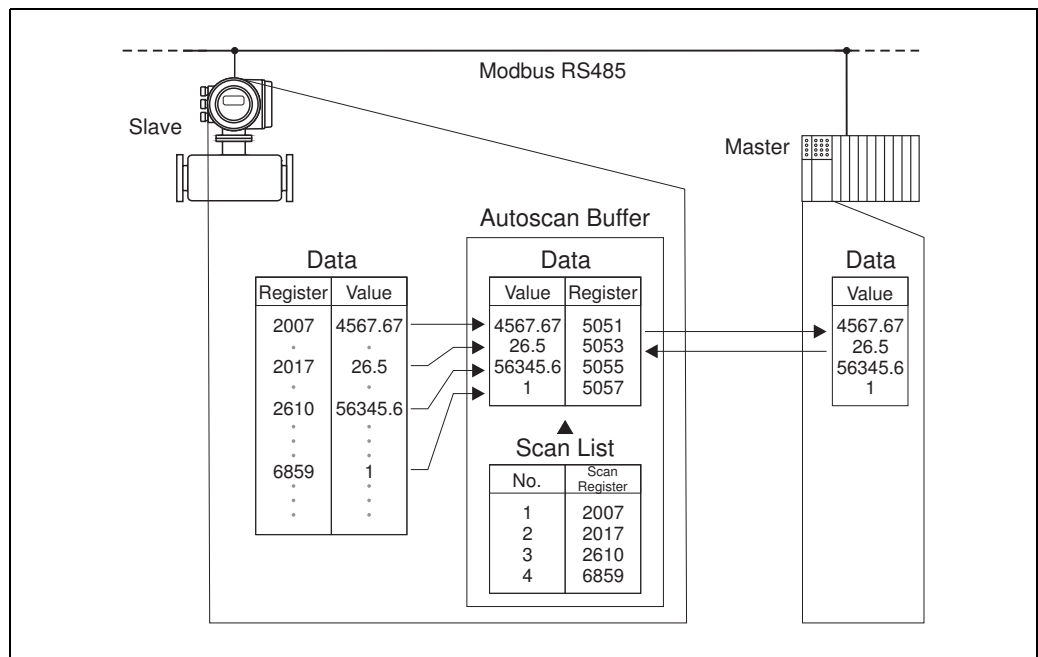 Modbus RS485
Slave
Master
Autoscan Buffer
Data
Register Value
2007 4567.67
2017 26.5
2610 56345.6
6859 1
Data
Value Register
4567.67 5051
26.5 5053
56345.6 5055
1 5057
Scan List
No. Scan Register
1 2007
2 2017
3 2610
4 6859
Data
Value
4567.67
26.5
56345.6
1